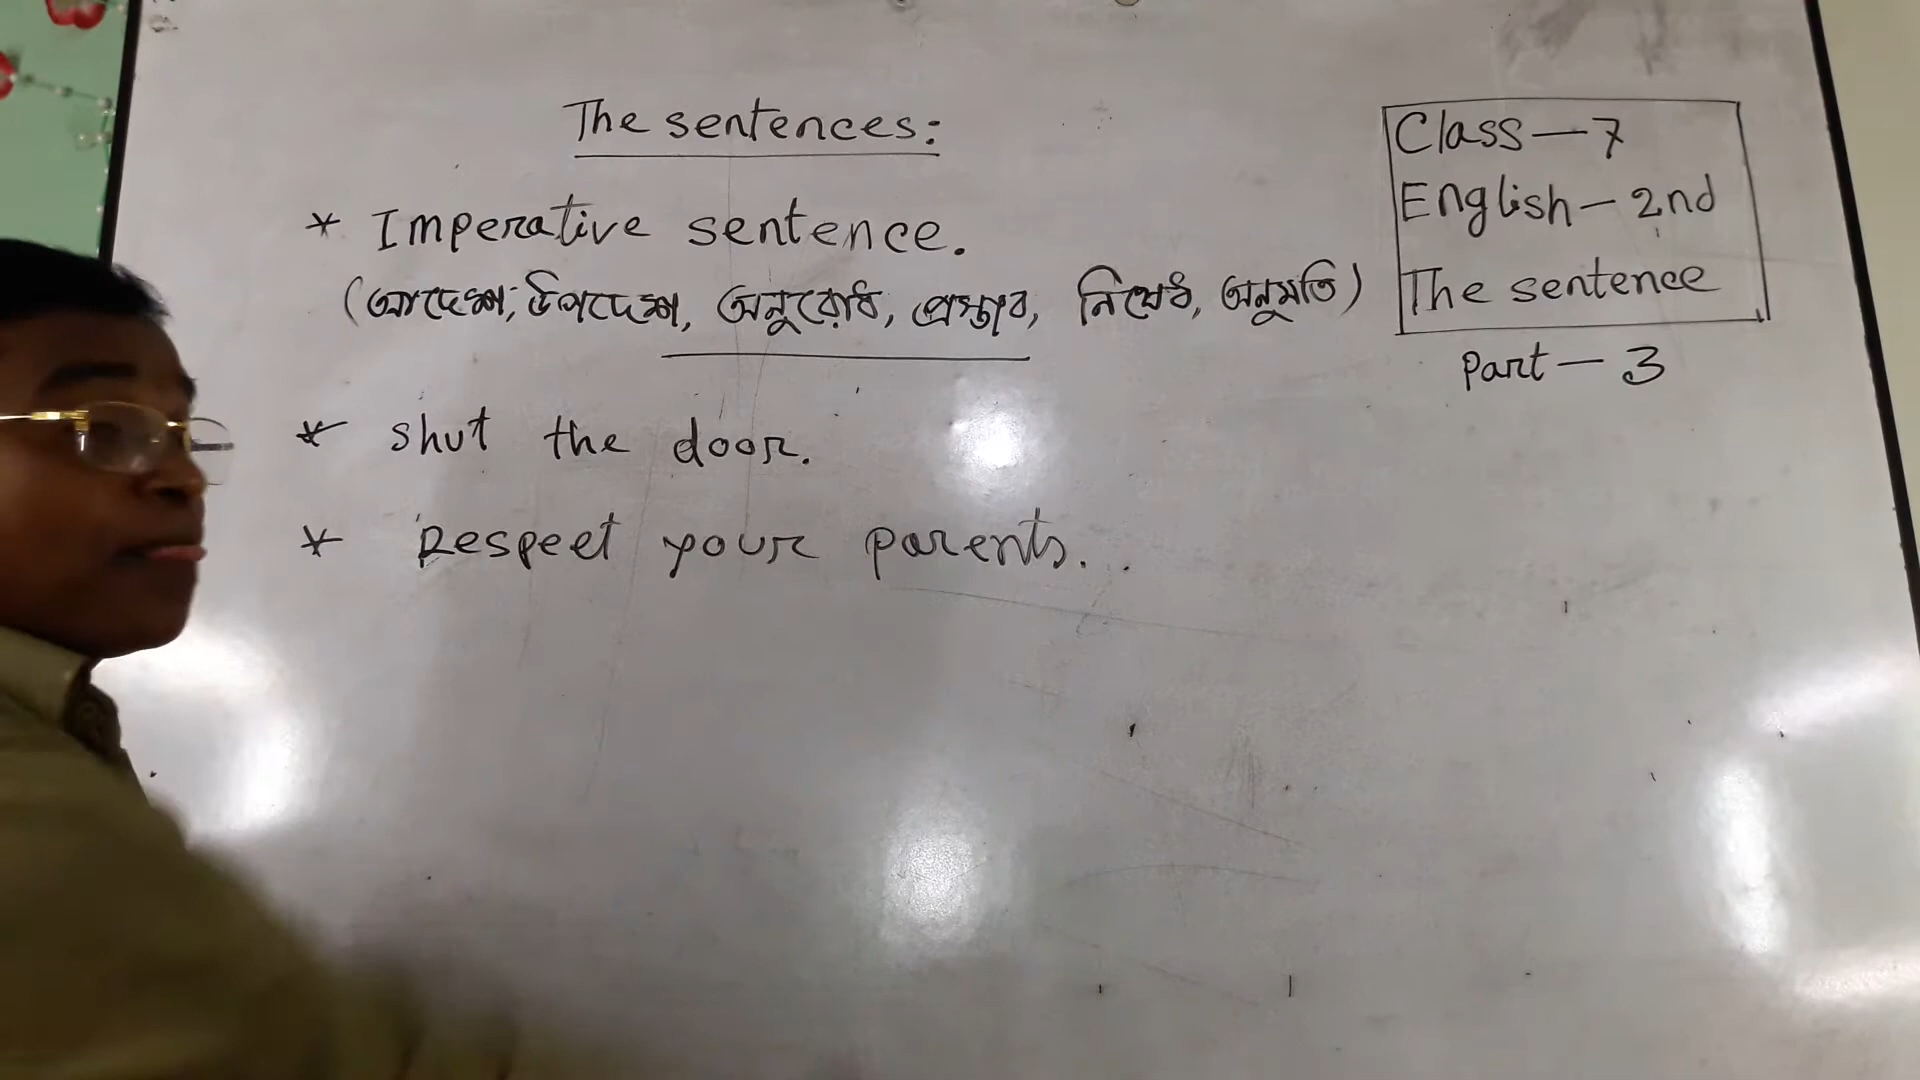 The sentences:
* Imperative sentence.
(আদেশ, উপদেশ, অনুরোধ, প্রস্তাব, নিষেধ, অনুমতি)
* shut the door.
* Respect your parents.
Class — 7
English — 2nd
The sentence
Part — 3